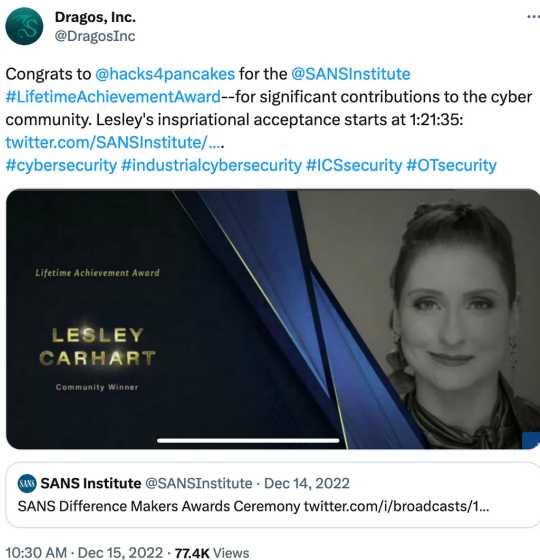 Dragos, Inc.
@DragosInc
Congrats to @hacks4pancakes for the @SANSInstitute
#LifetimeAchievementAward--for significant contributions to the cyber
community. Lesley's inspriational acceptance starts at 1:21:35:
twitter.com/SANSInstitute/....
#cybersecurity #industrialcybersecurity #ICSsecurity #OTsecurity
Lifetime Achievement Award
LESLEY
CARHART
Community Winner
SANS
SANS Institute @SANSInstitute · Dec 14, 2022
SANS Difference Makers Awards Ceremony twitter.com/i/broadcasts/1...
10:30 AM · Dec 15, 2022 · 77.4K Views